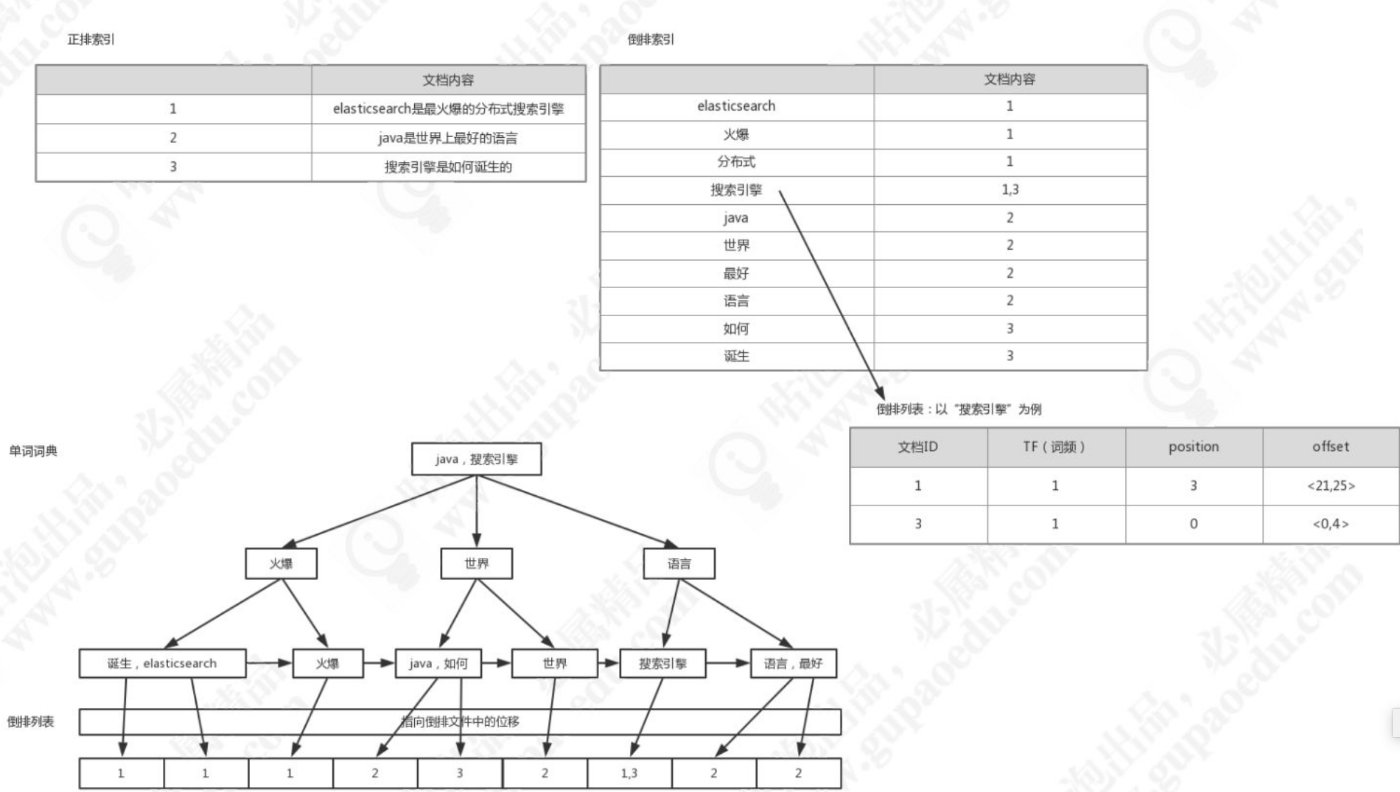 正排索引
文档内容
1 elasticsearch是最火爆的分布式搜索引擎
2 java是世界上最好的语言
3 搜索引擎是如何诞生的
倒排索引
文档内容
elasticsearch 1
火爆 1
分布式 1
搜索引擎 1,3
java 2
世界 2
最好 2
语言 2
如何 3
诞生 3
倒排列表：以“搜索引擎”为例
文档ID TF（词频） position offset
1 1 3 <21,25>
3 1 0 <0,4>
单词词典
java，搜索引擎
火爆 世界 语言
诞生，elasticsearch 火爆 java，如何 世界 搜索引擎 语言，最好
倒排列表
指向倒排文件中的位移
1 1 1 2 3 2 1,3 2 2
咕泡出品，必属精品
www.gupaoedu.com